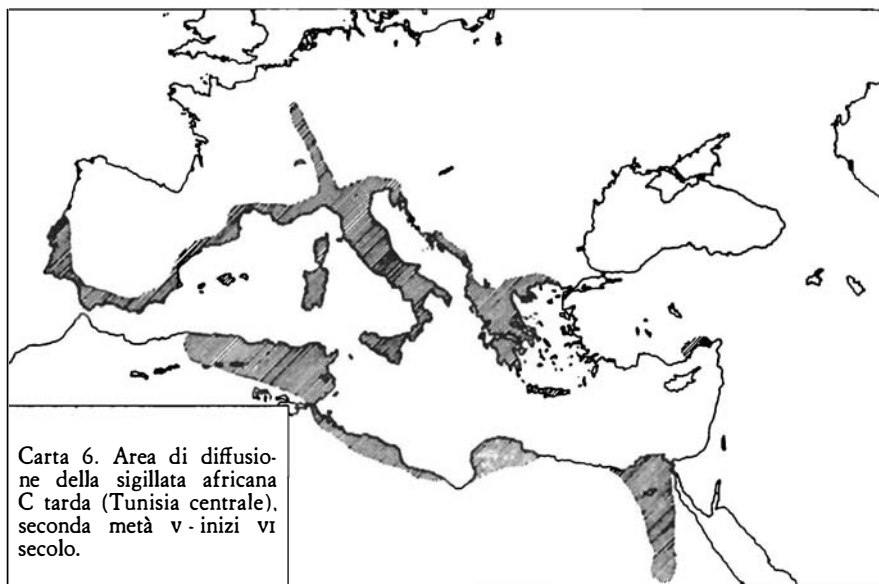 Carta 6. Area di diffusio-
ne della sigillata africana
C tarda (Tunisia centrale),
seconda metà V - inizi VI
secolo.